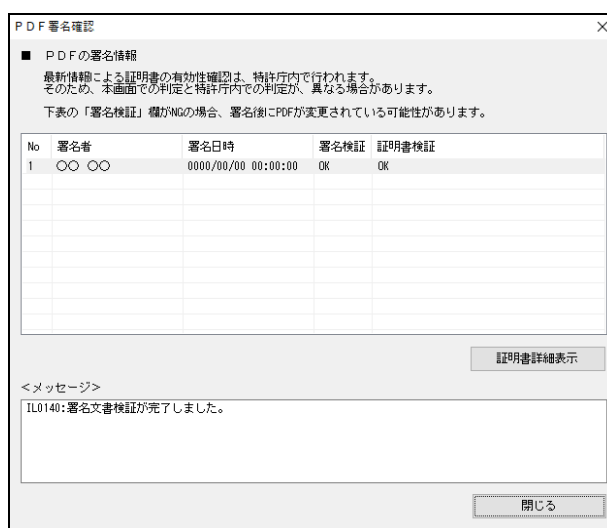 PDF署名確認
■ PDFの署名情報
最新情報による証明書の有効性確認は、特許庁内で行われます。
そのため、本画面での判定と特許庁内での判定が、異なる場合があります。
下表の「署名検証」欄がNGの場合、署名後にPDFが変更されている可能性があります。
No 署名者 署名日時 署名検証 証明書検証
1 〇〇 〇〇 0000/00/00 00:00:00 OK OK
証明書詳細表示
<メッセージ>
IL0140:署名文書検証が完了しました。
閉じる